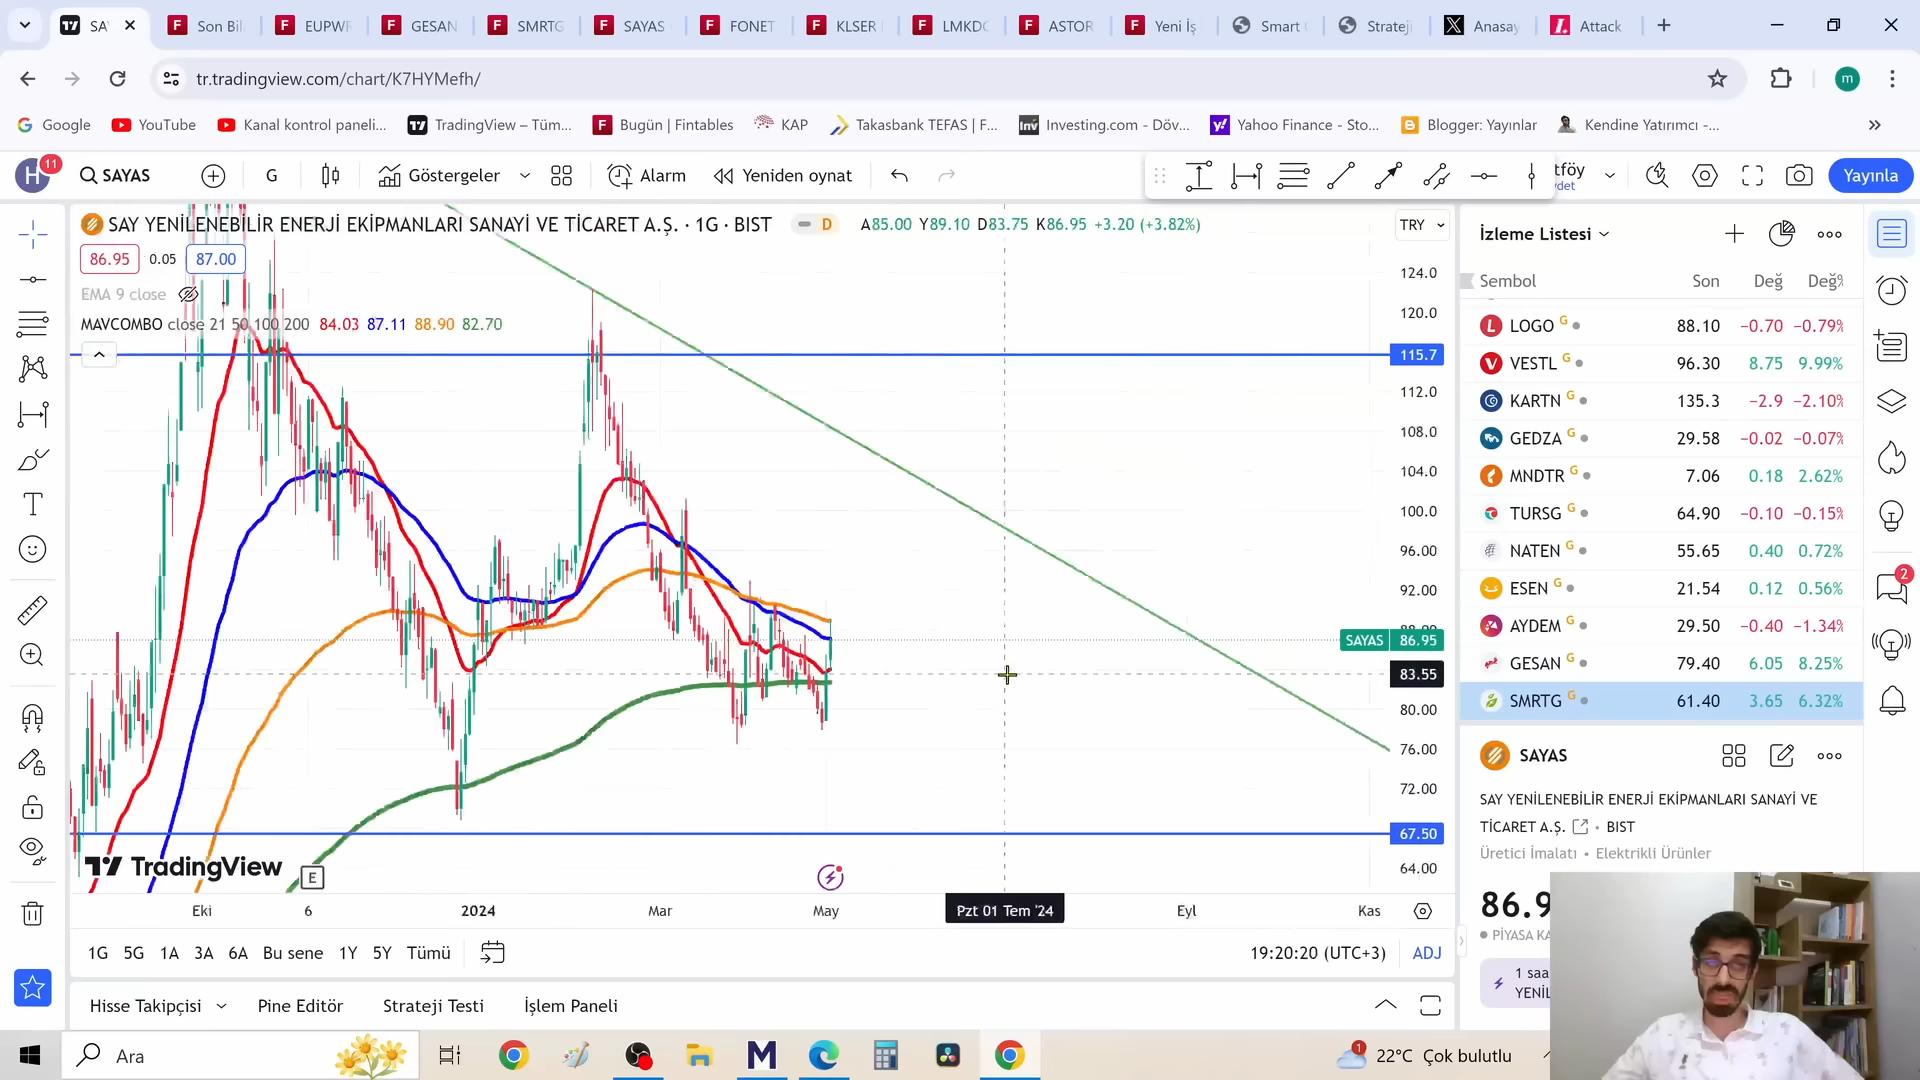 SA
Son Bil
EUPWR
GESAN
SMRTG
SAYAS
FONET
KLSER
LMKDC
ASTOR
Yeni İş
Smart
Strateji
Anasay
Attack
tr.tradingview.com/chart/K7HYMefh/
m
Google
YouTube
Kanal kontrol paneli...
TradingView – Tüm...
Bugün | Fintables
KAP
Takasbank TEFAS | F...
Investing.com - Döv...
Yahoo Finance - Sto...
Blogger: Yayınlar
Kendine Yatırımcı -...
H 11
SAYAS
G
Göstergeler
Alarm
Yeniden oynat
tföy
ydet
Yayınla
SAY YENİLENEBİLİR ENERJİ EKİPMANLARI SANAYİ VE TİCARET A.Ş. · 1G · BIST
D
A85.00 Y89.10 D83.75 K86.95 +3.20 (+3.82%)
TRY
86.95 0.05 87.00
EMA 9 close
MAVCOMBO close 21 50 100 200 84.03 87.11 88.90 82.70
124.0
120.0
115.7
112.0
108.0
104.0
100.0
96.00
92.00
SAYAS 86.95
83.55
80.00
76.00
72.00
67.50
64.00
TradingView
E
Eki
6
2024
Mar
May
Pzt 01 Tem '24
Eyl
Kas
1G 5G 1A 3A 6A Bu sene 1Y 5Y Tümü
19:20:20 (UTC+3)
ADJ
Hisse Takipçisi
Pine Editör
Strateji Testi
İşlem Paneli
İzleme Listesi
Sembol Son Değ Değ%
LOGO G 88.10 −0.70 −0.79%
VESTL G 96.30 8.75 9.99%
KARTN G 135.3 −2.9 −2.10%
GEDZA G 29.58 −0.02 −0.07%
MNDTR G 7.06 0.18 2.62%
TURSG G 64.90 −0.10 −0.15%
NATEN G 55.65 0.40 0.72%
ESEN G 21.54 0.12 0.56%
AYDEM G 29.50 −0.40 −1.34%
GESAN G 79.40 6.05 8.25%
SMRTG G 61.40 3.65 6.32%
2
SAYAS
SAY YENİLENEBİLİR ENERJİ EKİPMANLARI SANAYİ VE
TİCARET A.Ş. • BIST
Üretici İmalatı • Elektrikli Ürünler
86.9
PİYASA KA
1 saa
YENİL
Ara
1
22°C Çok bulutlu